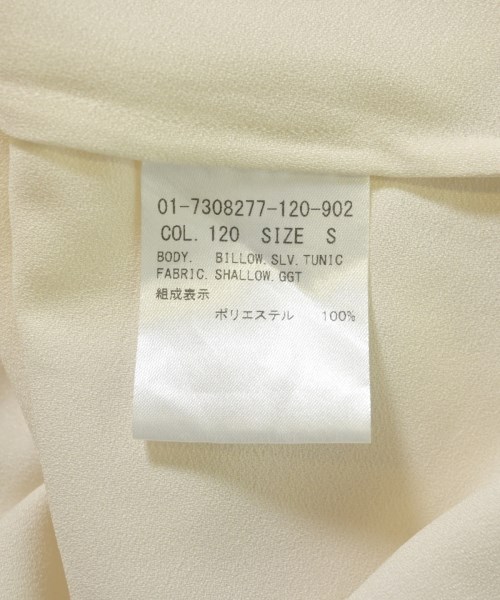 01-7308277-120-902
COL. 120 SIZE S
BODY. BILLOW.SLV.TUNIC
FABRIC. SHALLOW.GGT
組成表示
ポリエステル 100%